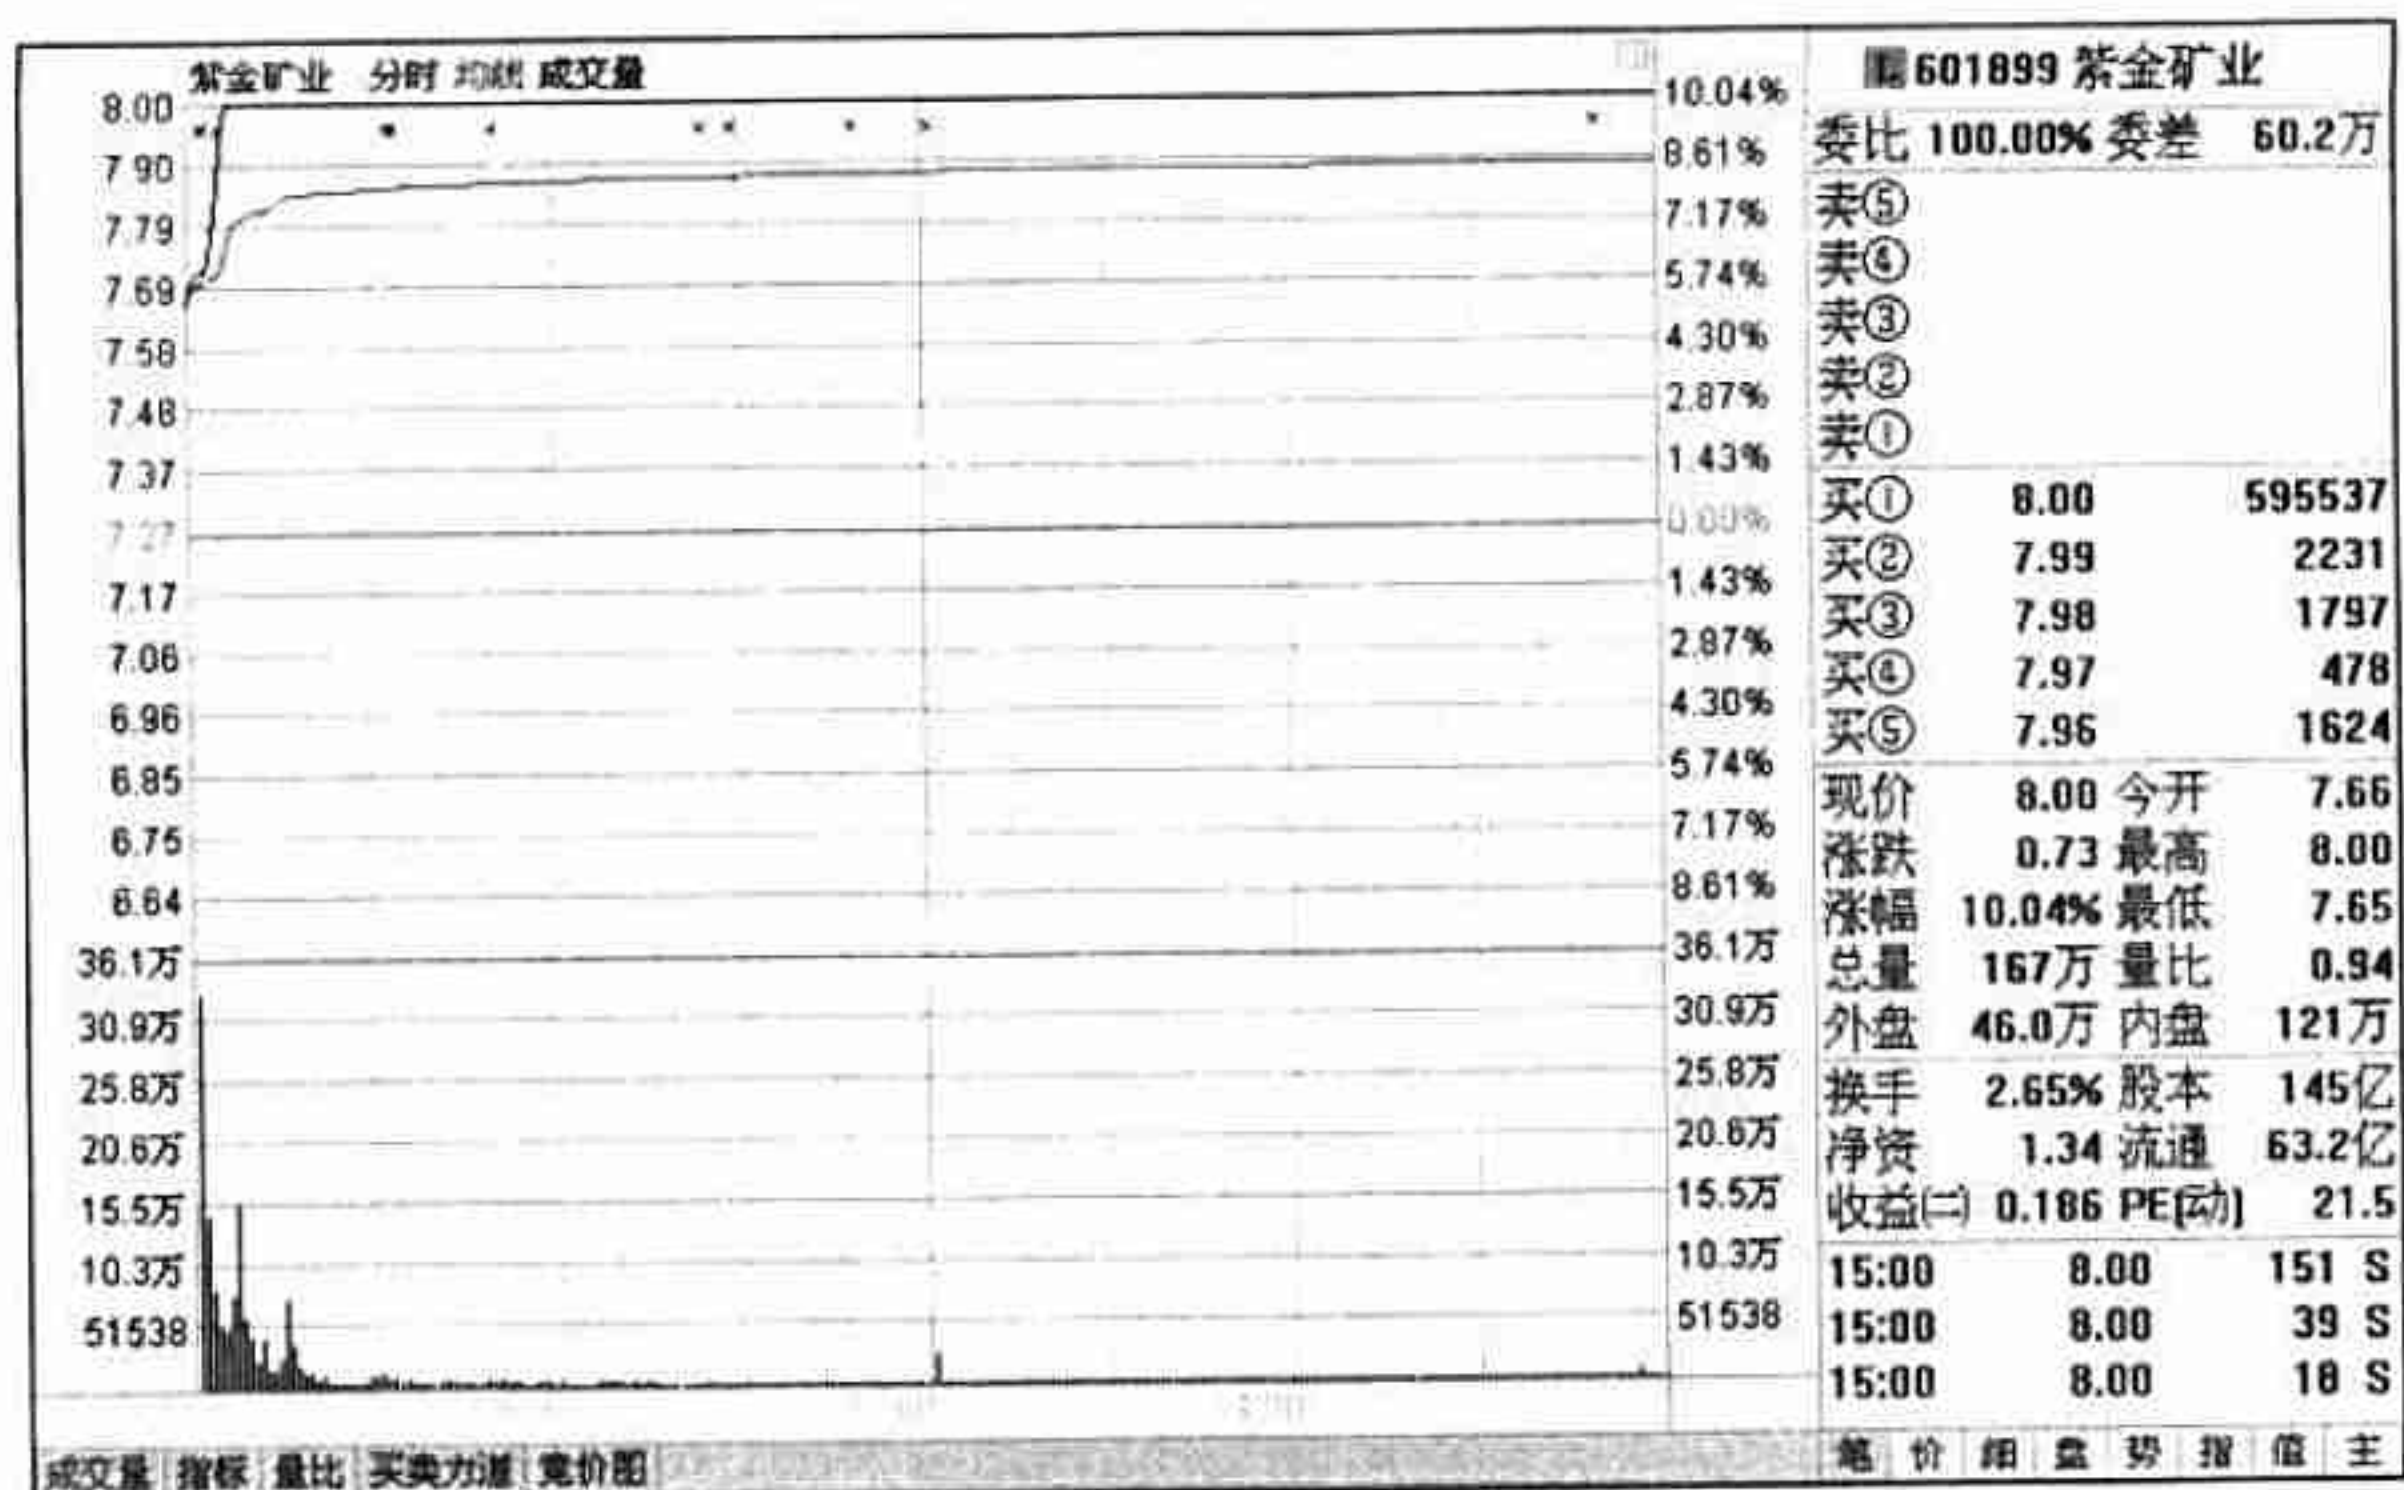 紫金矿业 分时 均线 成交量
8.00
7.90
7.79
7.69
7.58
7.48
7.37
7.27
7.17
7.06
6.96
6.85
6.75
6.64
36.1万
30.9万
25.8万
20.6万
15.5万
10.3万
51538
10.04%
8.61%
7.17%
5.74%
4.30%
2.87%
1.43%
0.00%
1.43%
2.87%
4.30%
5.74%
7.17%
8.61%
36.1万
30.9万
25.8万
20.6万
15.5万
10.3万
51538
成交量 指标 量比 买卖力道 竞价图
601899 紫金矿业
委比 100.00% 委差 60.2万
卖⑤
卖④
卖③
卖②
卖①
买① 8.00 595537
买② 7.99 2231
买③ 7.98 1797
买④ 7.97 478
买⑤ 7.96 1624
现价 8.00 今开 7.66
涨跌 0.73 最高 8.00
涨幅 10.04% 最低 7.65
总量 167万 量比 0.94
外盘 46.0万 内盘 121万
换手 2.65% 股本 145亿
净资 1.34 流通 63.2亿
收益㈡ 0.186 PE[动] 21.5
15:00 8.00 151 S
15:00 8.00 39 S
15:00 8.00 18 S
笔 价 细 盘 势 指 值 主